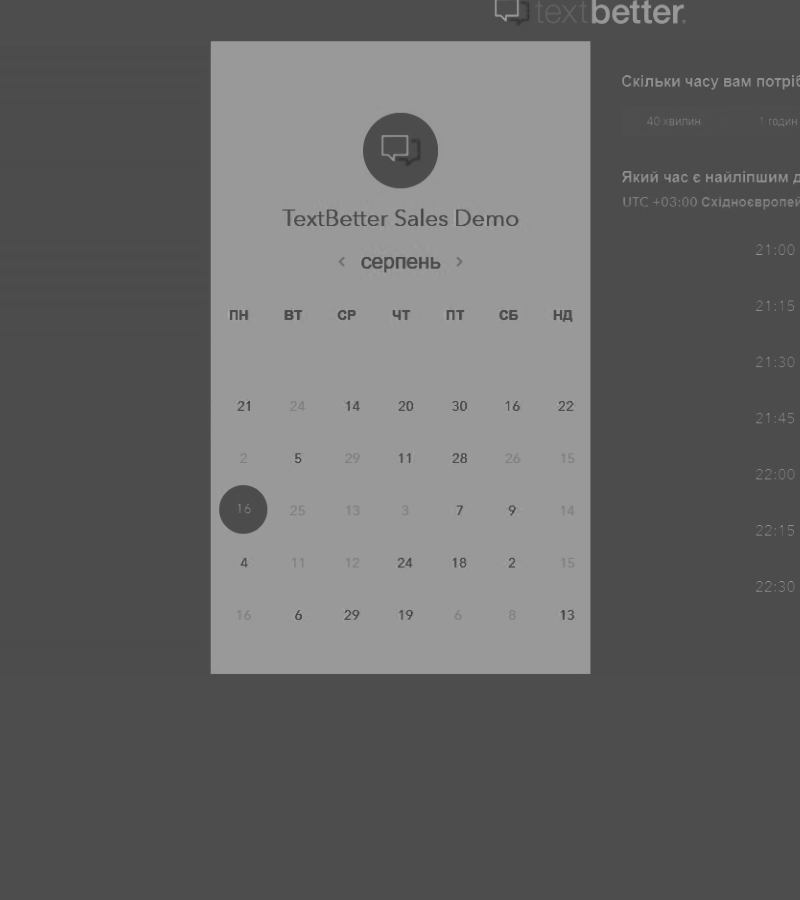 textbetter.
TextBetter Sales Demo
‹ серпень ›
ПН ВТ СР ЧТ ПТ СБ НД
21 24 14 20 30 16 22
2 5 29 11 28 26 15
16 25 13 3 7 9 14
4 11 12 24 18 2 15
16 6 29 19 6 8 13
Скільки часу вам потріб
40 хвилин 1 годин
Який час є найліпшим д
UTC +03:00 Східноєвропей
21:00
21:15
21:30
21:45
22:00
22:15
22:30